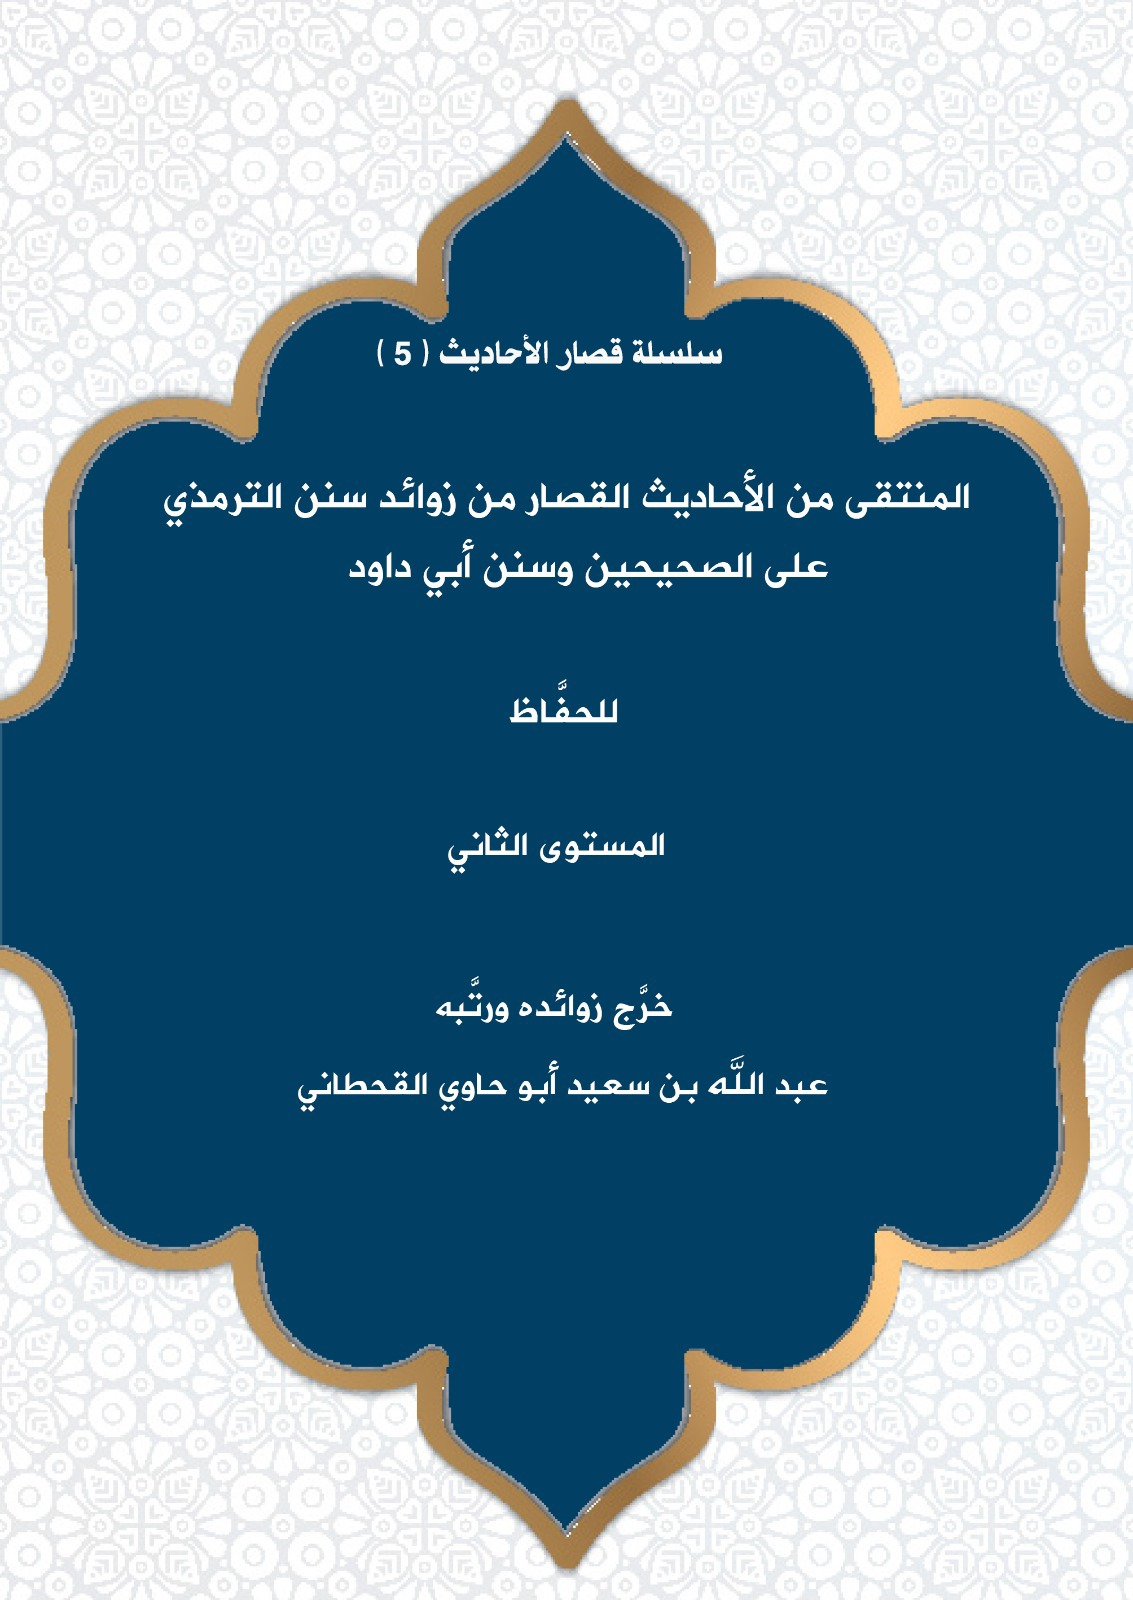 سلسلة قصار الأحاديث ( 5 )
المنتقى من الأحاديث القصار من زوائد سنن الترمذي
على الصحيحين وسنن أبي داود
للحفَّاظ
المستوى الثاني
خرَّج زوائده ورتَّبه
عبد اللَّه بن سعيد أبو حاوي القحطاني